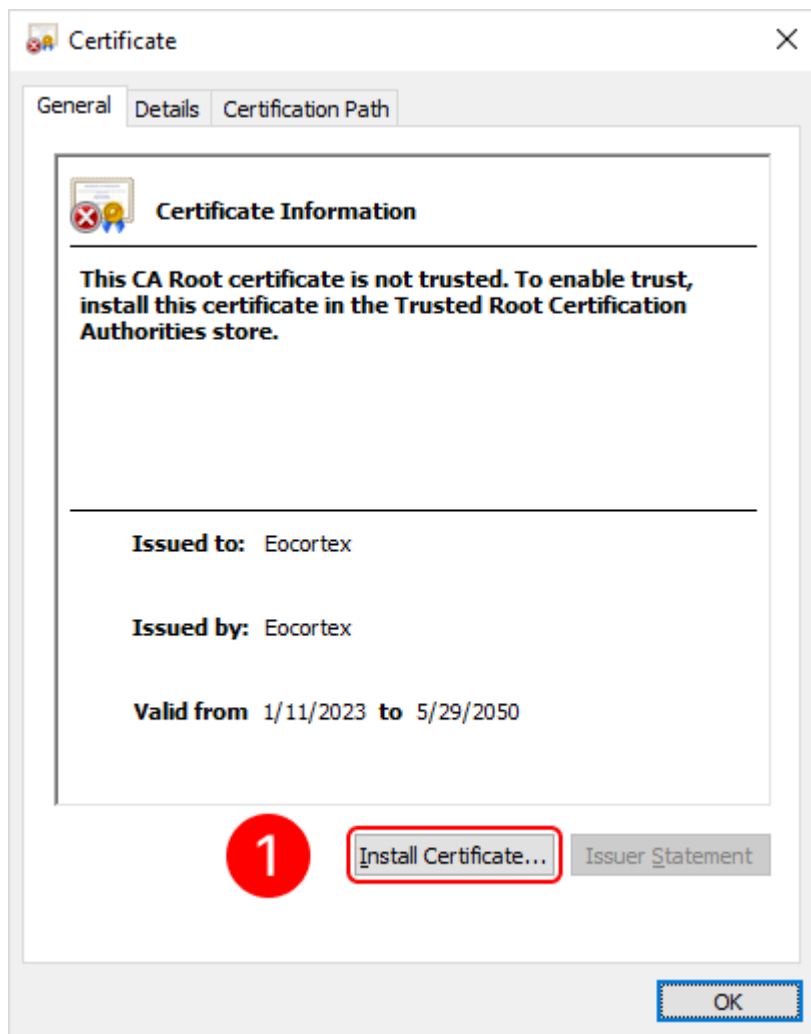 Certificate
General Details Certification Path
Certificate Information
This CA Root certificate is not trusted. To enable trust,
install this certificate in the Trusted Root Certification
Authorities store.
Issued to: Eocortex
Issued by: Eocortex
Valid from 1/11/2023 to 5/29/2050
1 Install Certificate... Issuer Statement
OK